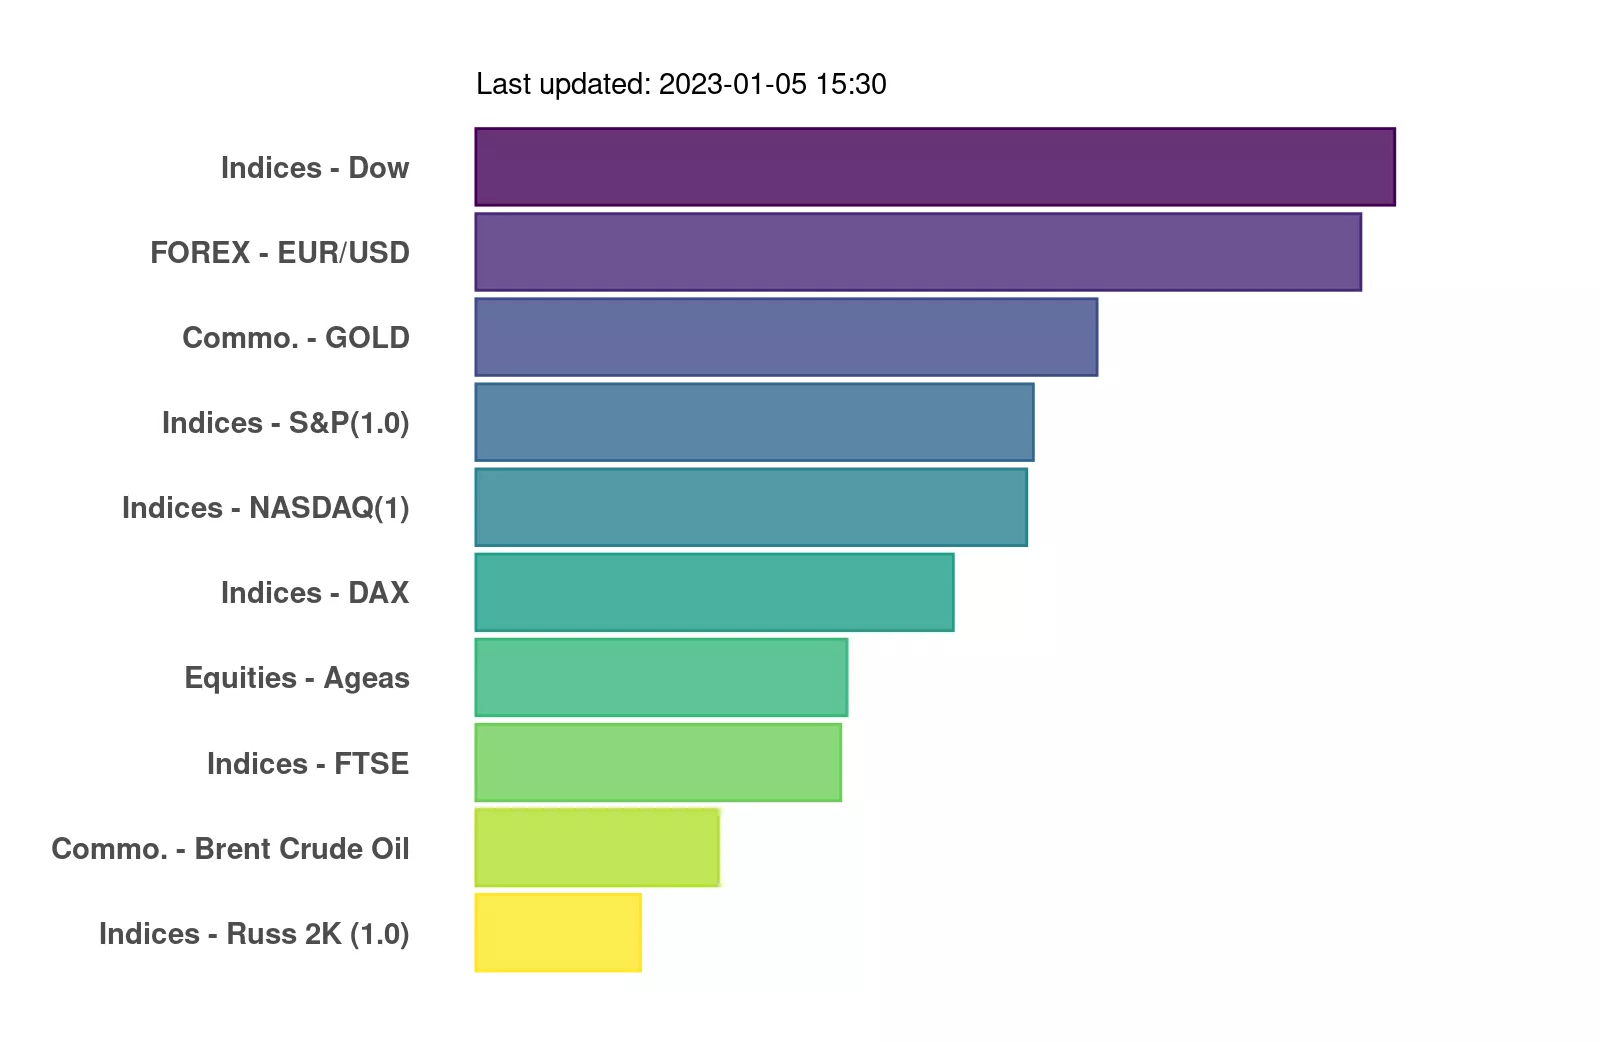 Last updated: 2023-01-05 15:30
Indices - Dow
FOREX - EUR/USD
Commo. - GOLD
Indices - S&P(1.0)
Indices - NASDAQ(1)
Indices - DAX
Equities - Ageas
Indices - FTSE
Commo. - Brent Crude Oil
Indices - Russ 2K (1.0)